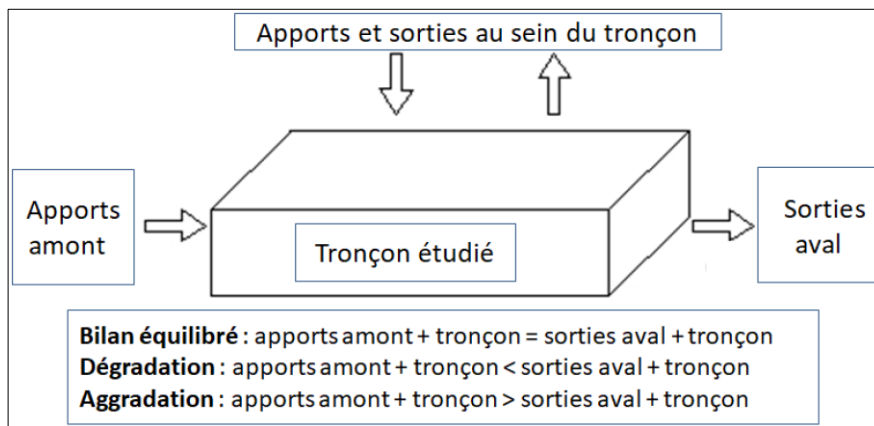 Apports et sorties au sein du tronçon
Apports
amont
Tronçon étudié
Sorties
aval
Bilan équilibré : apports amont + tronçon = sorties aval + tronçon
Dégradation : apports amont + tronçon < sorties aval + tronçon
Aggradation : apports amont + tronçon > sorties aval + tronçon